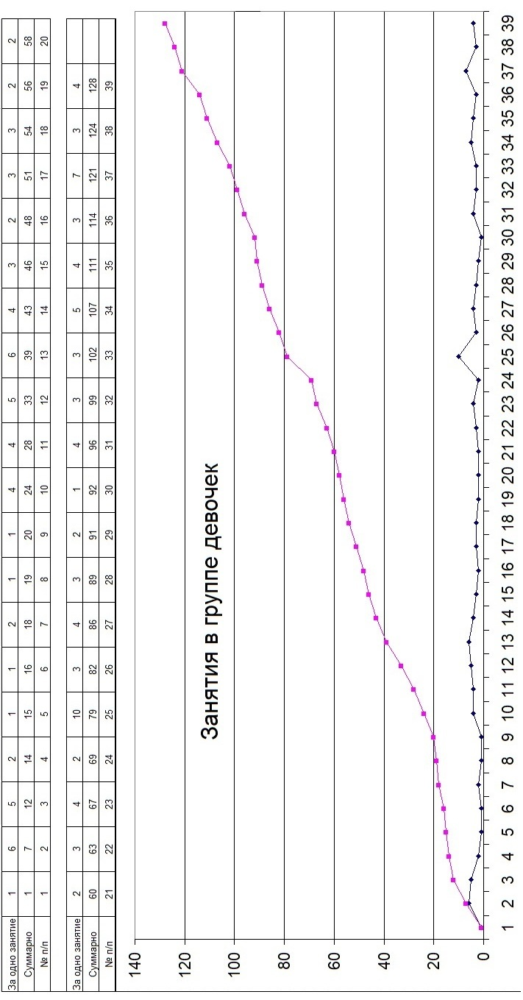 За одно занятие 1 6 5 2 1 1 2 1 1 4 4 5 6 4 3 2 3 3 2 2
Суммарно 1 7 12 14 15 16 18 19 20 24 28 33 39 43 46 48 51 54 56 58
№ п/п 1 2 3 4 5 6 7 8 9 10 11 12 13 14 15 16 17 18 19 20
За одно занятие 2 3 4 2 10 3 4 3 2 1 4 3 3 5 4 3 7 3 4
Суммарно 60 63 67 69 79 82 86 89 91 92 96 99 102 107 111 114 121 124 128
№ п/п 21 22 23 24 25 26 27 28 29 30 31 32 33 34 35 36 37 38 39
140
120
Занятия в группе девочек
100
80
60
40
20
0
1 2 3 4 5 6 7 8 9 10 11 12 13 14 15 16 17 18 19 20 21 22 23 24 25 26 27 28 29 30 31 32 33 34 35 36 37 38 39